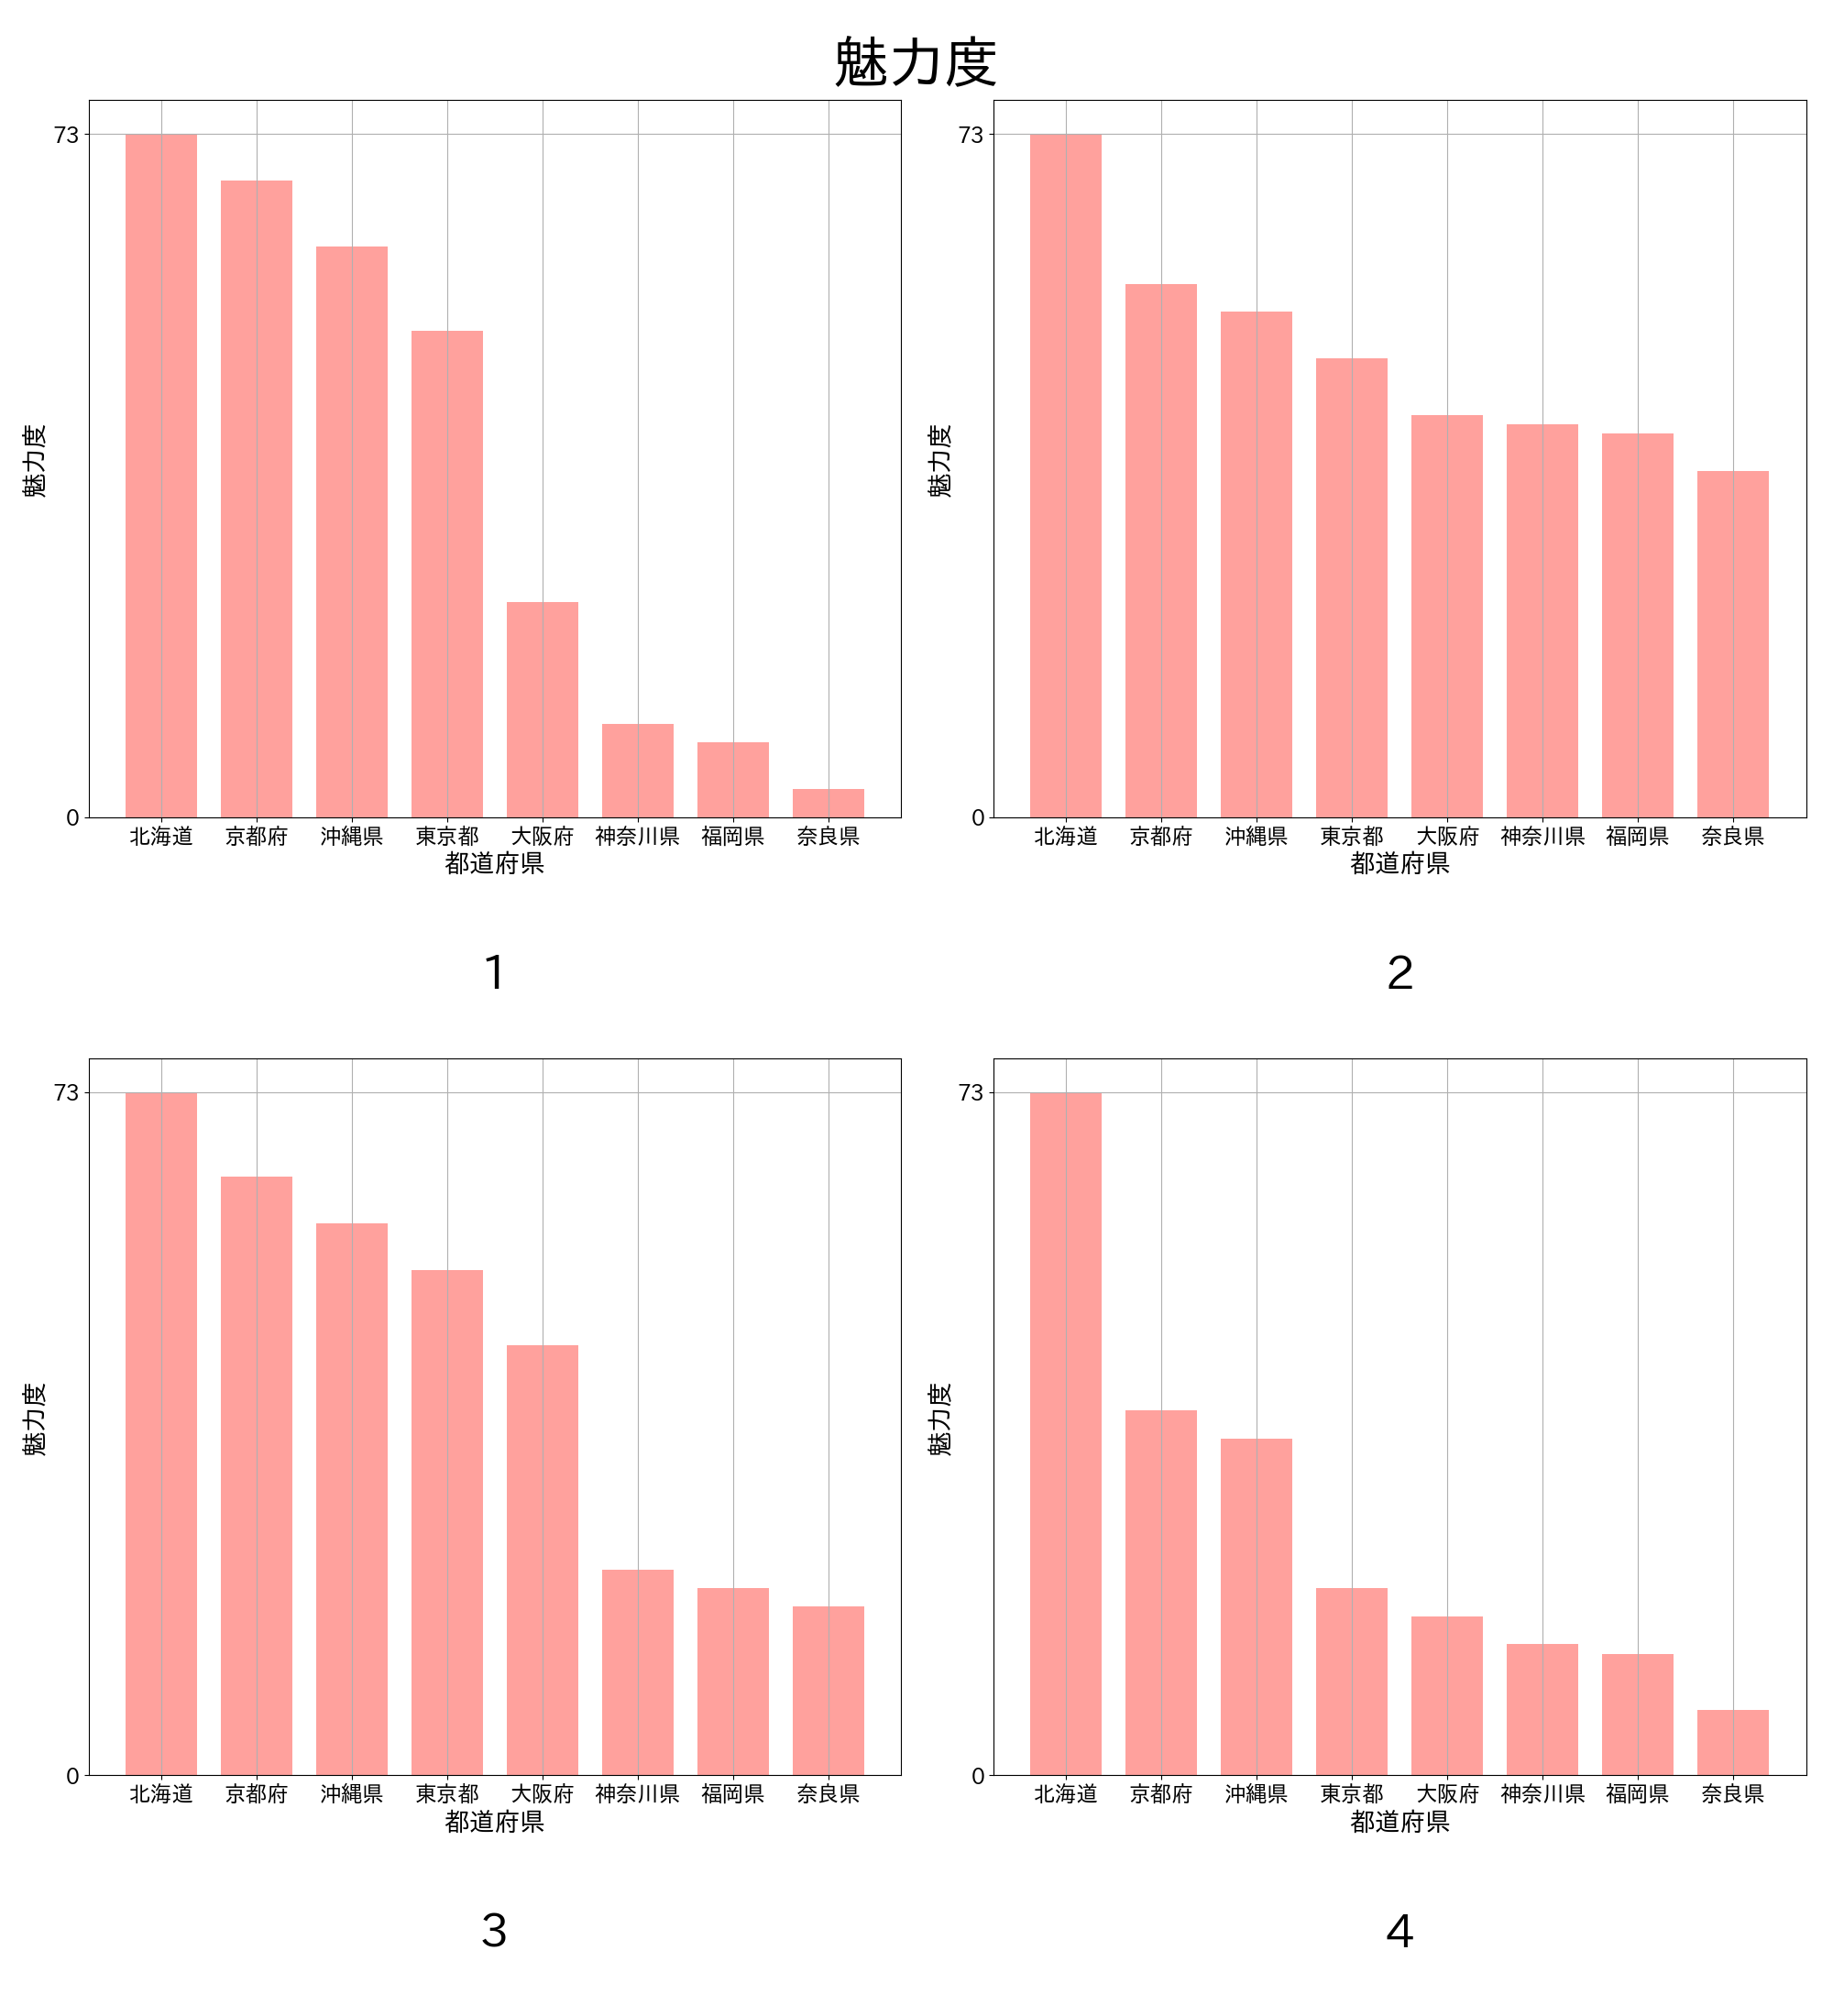 魅力度
73
0
魅力度
北海道 京都府 沖縄県 東京都 大阪府 神奈川県 福岡県 奈良県
都道府県
1
73
0
魅力度
北海道 京都府 沖縄県 東京都 大阪府 神奈川県 福岡県 奈良県
都道府県
2
73
0
魅力度
北海道 京都府 沖縄県 東京都 大阪府 神奈川県 福岡県 奈良県
都道府県
3
73
0
魅力度
北海道 京都府 沖縄県 東京都 大阪府 神奈川県 福岡県 奈良県
都道府県
4